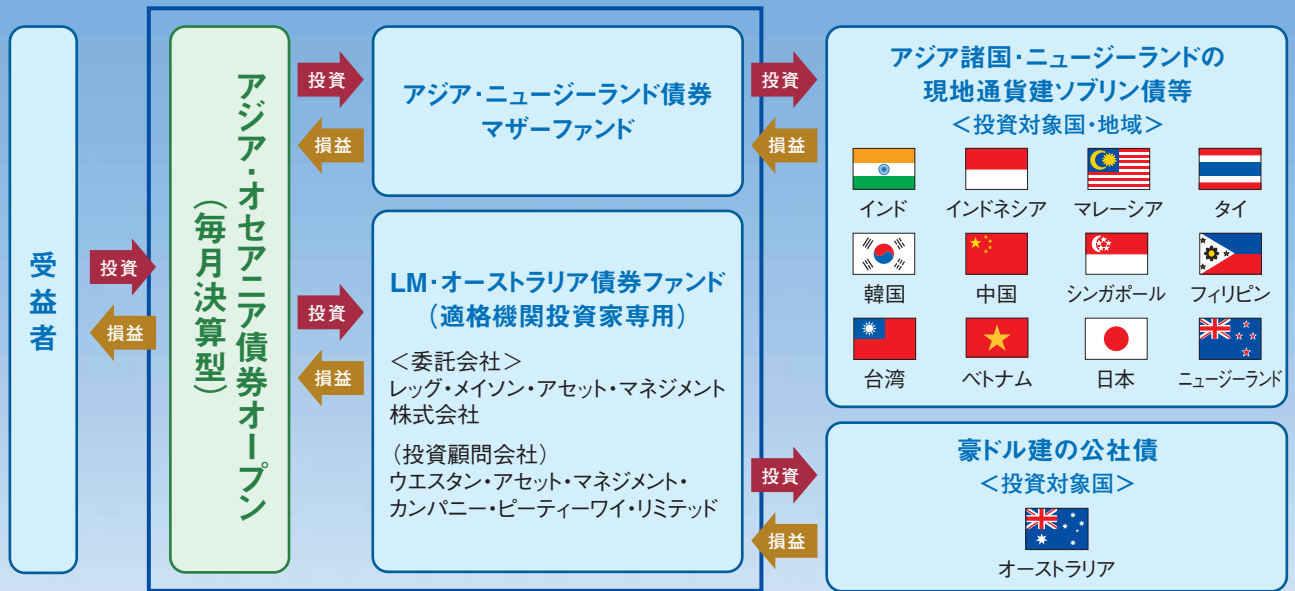 受益者
投資
損益
アジア・オセアニア債券オープン
(毎月決算型)
投資
損益
アジア・ニュージーランド債券
マザーファンド
投資
損益
LM・オーストラリア債券ファンド
(適格機関投資家専用)
<委託会社>
レッグ・メイソン・アセット・マネジメント
株式会社
(投資顧問会社)
ウエスタン・アセット・マネジメント・
カンパニー・ピーティーワイ・リミテッド
投資
損益
アジア諸国・ニュージーランドの
現地通貨建ソブリン債等
<投資対象国・地域>
インド インドネシア マレーシア タイ
韓国 中国 シンガポール フィリピン
台湾 ベトナム 日本 ニュージーランド
投資
損益
豪ドル建の公社債
<投資対象国>
オーストラリア